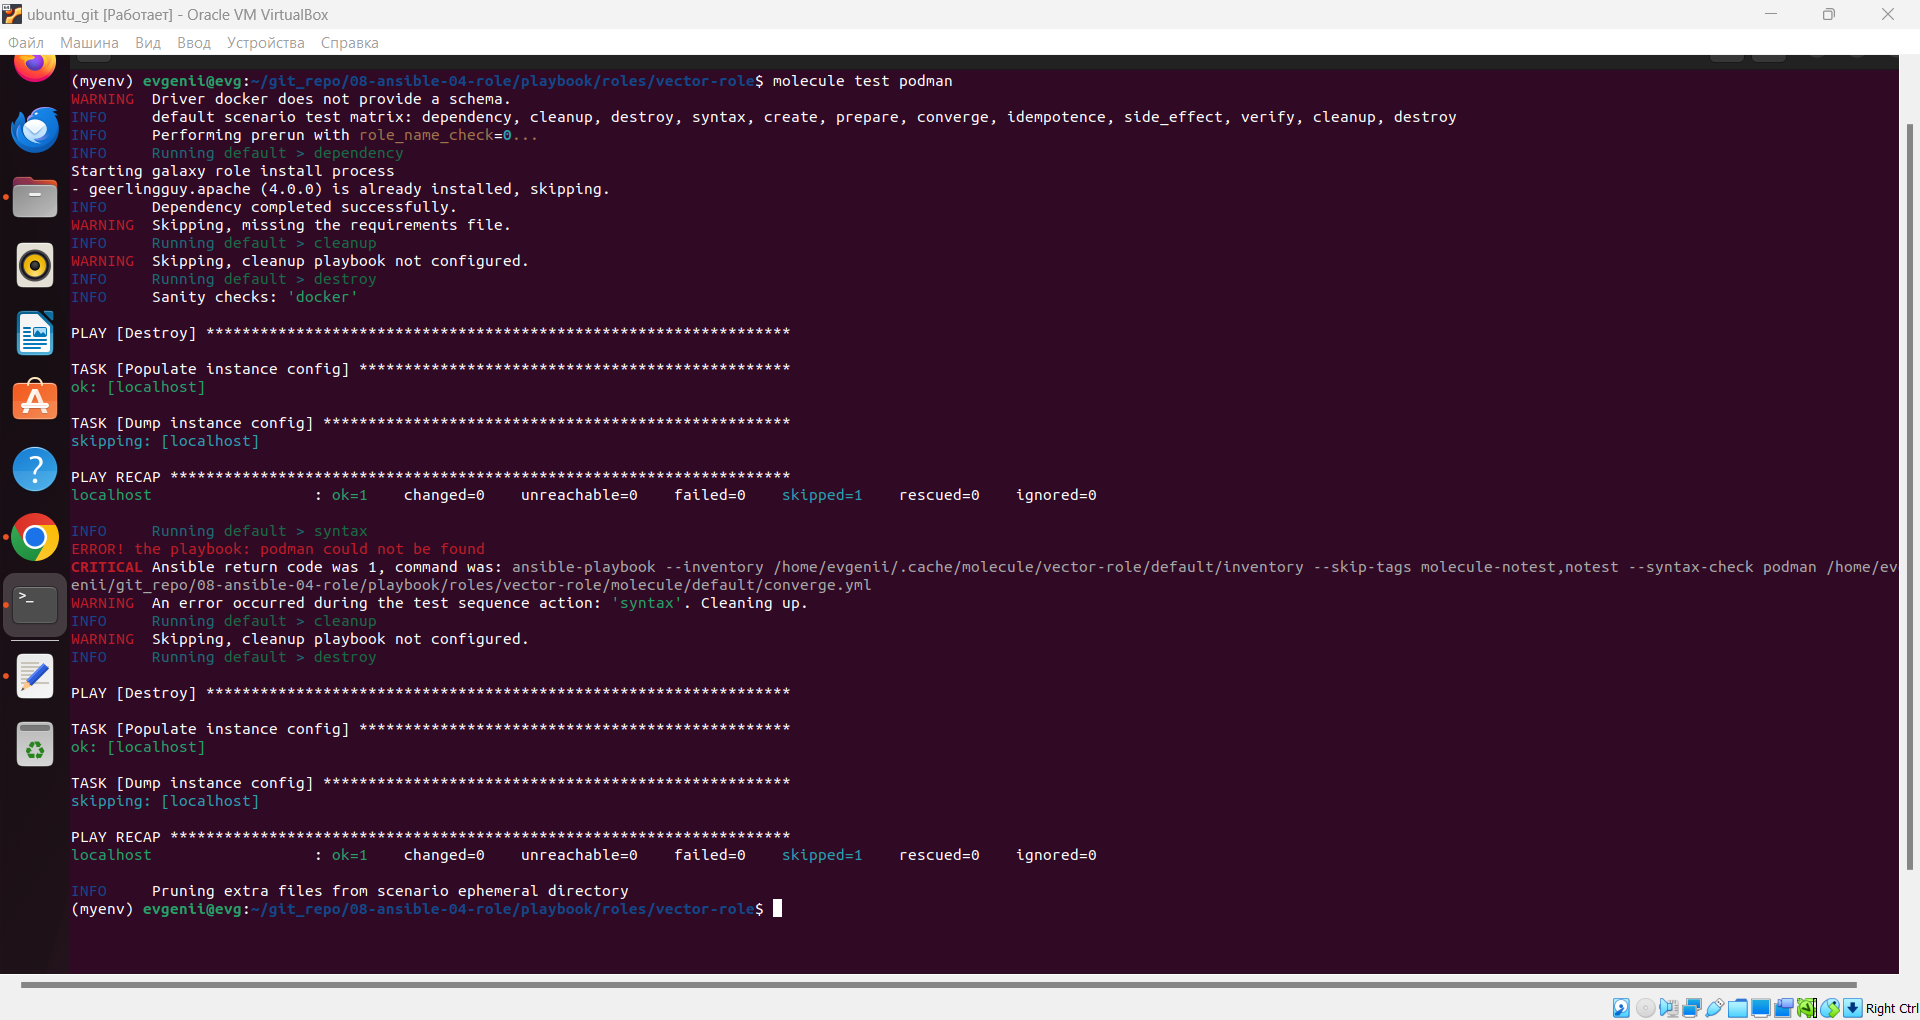 ubuntu_git [Работает] - Oracle VM VirtualBox
Файл Машина Вид Ввод Устройства Справка
(myenv) evgenii@evg:~/git_repo/08-ansible-04-role/playbook/roles/vector-role$ molecule test podman
WARNING  Driver docker does not provide a schema.
INFO     default scenario test matrix: dependency, cleanup, destroy, syntax, create, prepare, converge, idempotence, side_effect, verify, cleanup, destroy
INFO     Performing prerun with role_name_check=0...
INFO     Running default > dependency
Starting galaxy role install process
- geerlingguy.apache (4.0.0) is already installed, skipping.
INFO     Dependency completed successfully.
WARNING  Skipping, missing the requirements file.
INFO     Running default > cleanup
WARNING  Skipping, cleanup playbook not configured.
INFO     Running default > destroy
INFO     Sanity checks: 'docker'
PLAY [Destroy] *****************************************************************
TASK [Populate instance config] ************************************************
ok: [localhost]
TASK [Dump instance config] ****************************************************
skipping: [localhost]
PLAY RECAP *********************************************************************
localhost                  : ok=1    changed=0    unreachable=0    failed=0    skipped=1    rescued=0    ignored=0
INFO     Running default > syntax
ERROR! the playbook: podman could not be found
CRITICAL Ansible return code was 1, command was: ansible-playbook --inventory /home/evgenii/.cache/molecule/vector-role/default/inventory --skip-tags molecule-notest,notest --syntax-check podman /home/ev
enii/git_repo/08-ansible-04-role/playbook/roles/vector-role/molecule/default/converge.yml
WARNING  An error occurred during the test sequence action: 'syntax'. Cleaning up.
INFO     Running default > cleanup
WARNING  Skipping, cleanup playbook not configured.
INFO     Running default > destroy
PLAY [Destroy] *****************************************************************
TASK [Populate instance config] ************************************************
ok: [localhost]
TASK [Dump instance config] ****************************************************
skipping: [localhost]
PLAY RECAP *********************************************************************
localhost                  : ok=1    changed=0    unreachable=0    failed=0    skipped=1    rescued=0    ignored=0
INFO     Pruning extra files from scenario ephemeral directory
(myenv) evgenii@evg:~/git_repo/08-ansible-04-role/playbook/roles/vector-role$
Right Ctrl